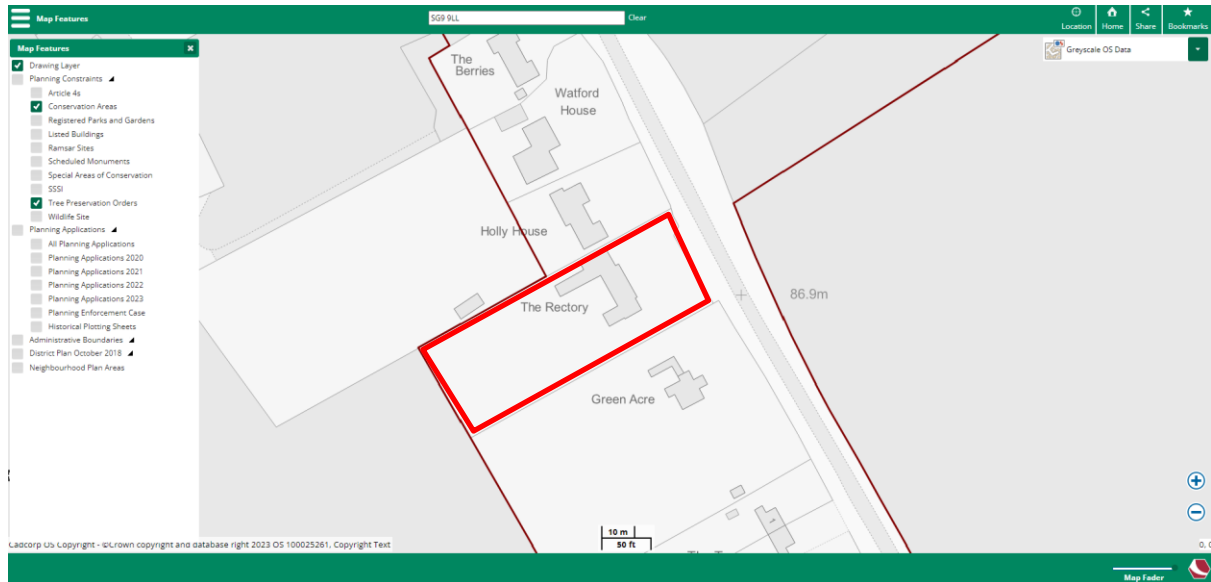 Map Features
SG9 9LL
Clear
Location
Home
Share
Bookmarks
Map Features
Drawing Layer
Planning Constraints
Article 4s
Conservation Areas
Registered Parks and Gardens
Listed Buildings
Ramsar Sites
Scheduled Monuments
Special Areas of Conservation
SSSI
Tree Preservation Orders
Wildlife Site
Planning Applications
All Planning Applications
Planning Applications 2020
Planning Applications 2021
Planning Applications 2022
Planning Applications 2023
Planning Enforcement Case
Historical Plotting Sheets
Administrative Boundaries
District Plan October 2018
Neighbourhood Plan Areas
Greyscale OS Data
The
Berries
Watford
House
Holly House
The Rectory
86.9m
Green Acre
10 m
50 ft
Cadcorp OS Copyright - ©Crown copyright and database right 2023 OS 100025261, Copyright Text
0, 0
Map Fader